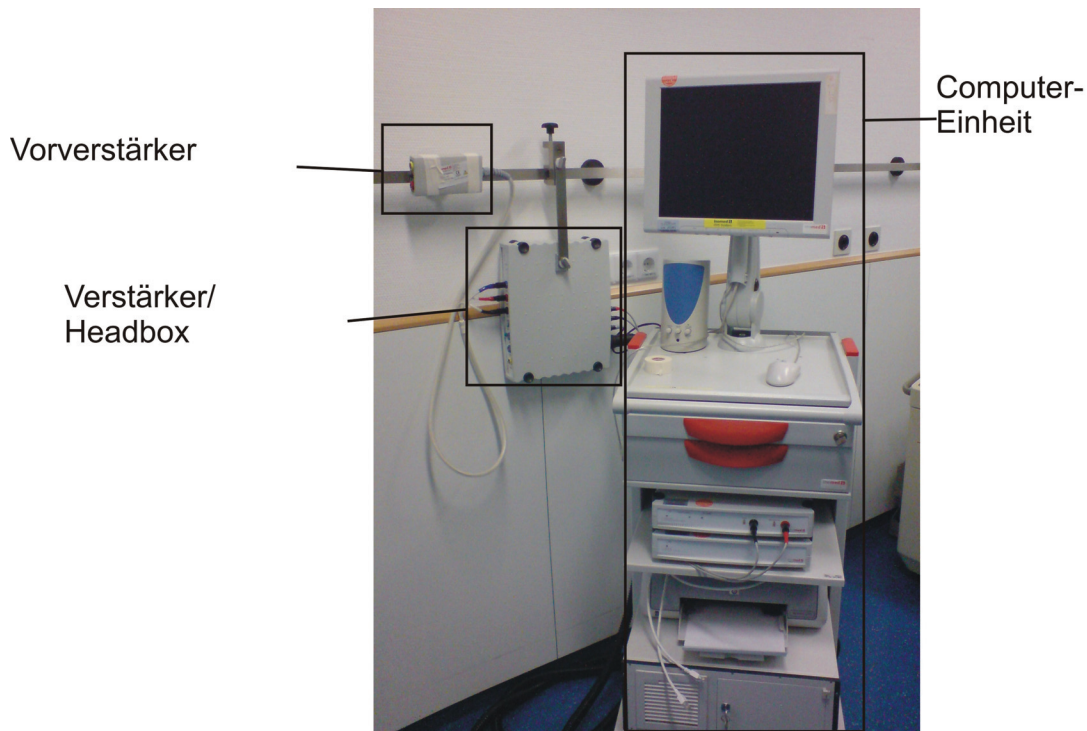 Vorverstärker
Verstärker/
Headbox
Computer-
Einheit